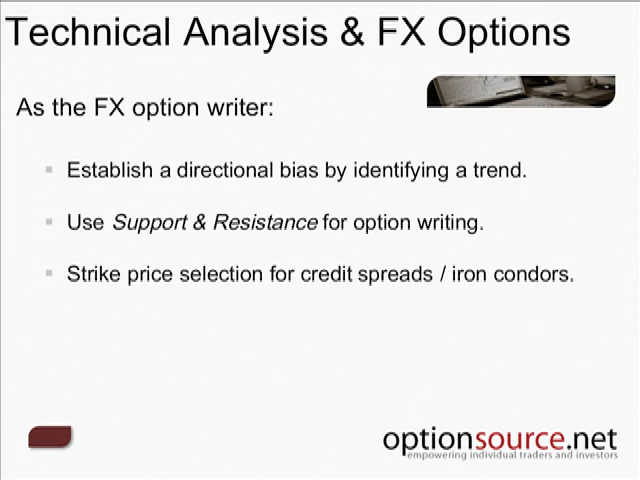 Technical Analysis & FX Options
As the FX option writer:
Establish a directional bias by identifying a trend.
Use Support & Resistance for option writing.
Strike price selection for credit spreads / iron condors.
optionsource.net
empowering individual traders and investors